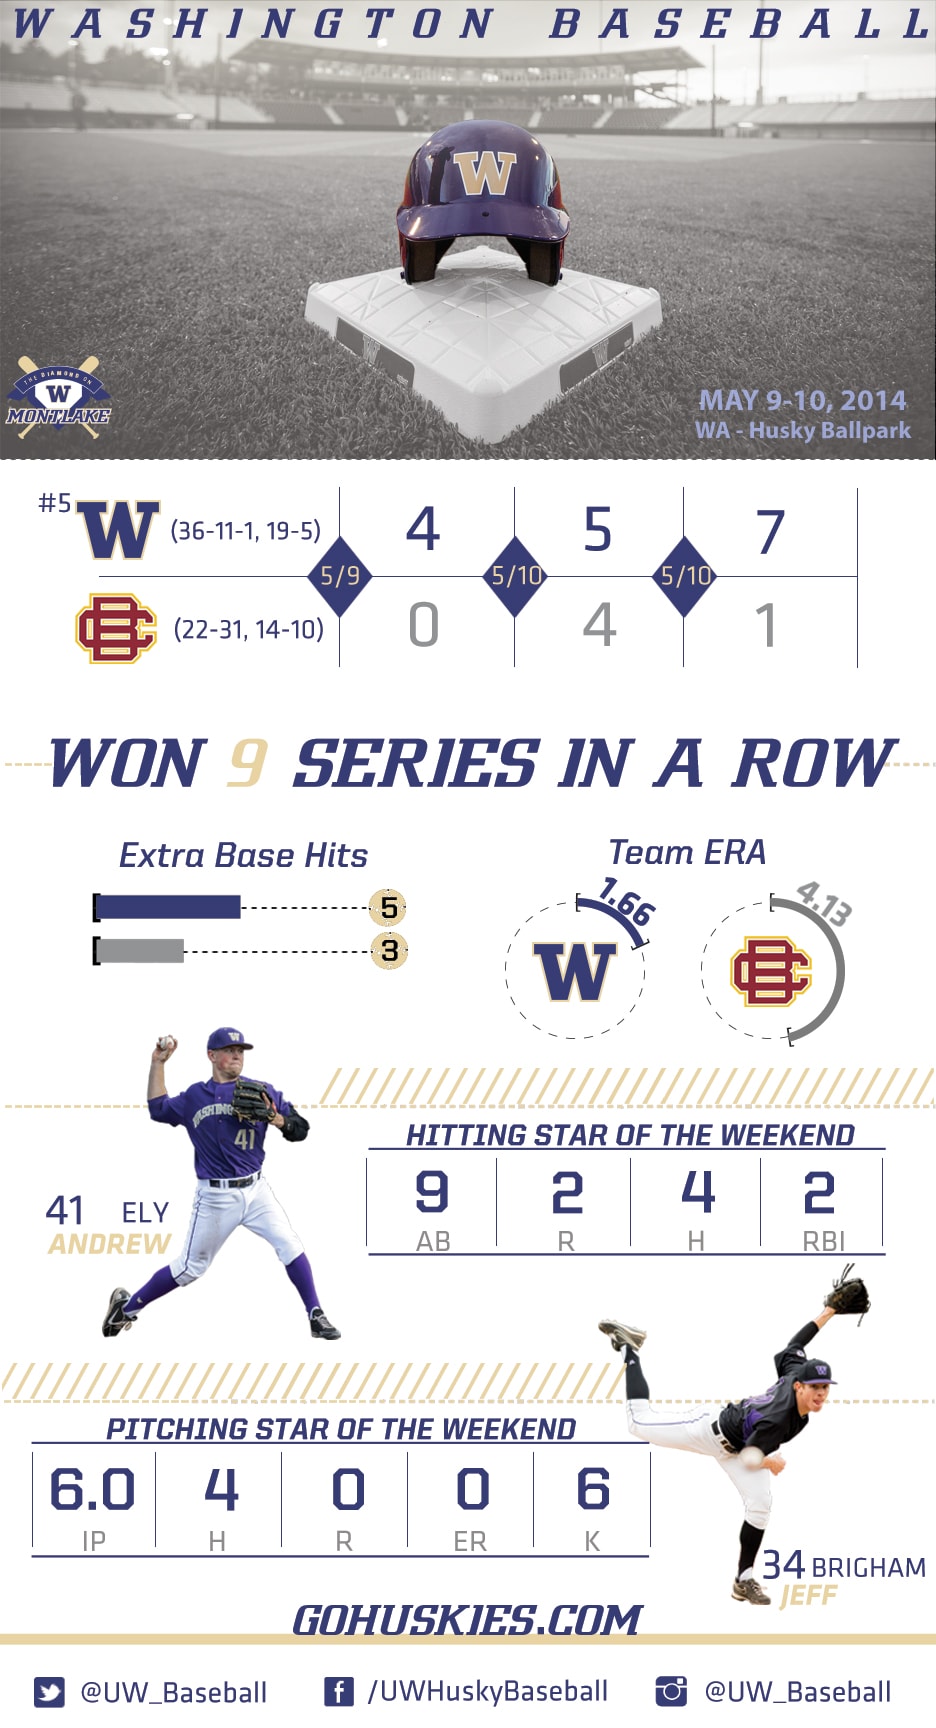 WASHINGTON BASEBALL
W
THE DIAMOND ON
W
MONTLAKE
MAY 9-10, 2014
WA - Husky Ballpark
#5 W (36-11-1, 19-5) 4 5 7
5/9 5/10 5/10
BC (22-31, 14-10) 0 4 1
WON 9 SERIES IN A ROW
Extra Base Hits
5
3
Team ERA
1.66
W
4.13
BC
W
WASHING
41
HITTING STAR OF THE WEEKEND
9 2 4 2
AB R H RBI
41 ELY
ANDREW
W
PITCHING STAR OF THE WEEKEND
6.0 4 0 0 6
IP H R ER K
34 BRIGHAM
JEFF
GOHUSKIES.COM
@UW_Baseball f /UWHuskyBaseball @UW_Baseball